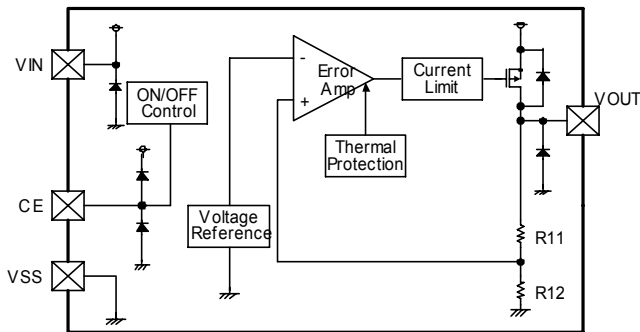 VIN
ON/OFF
Control
CE
VSS
Voltage
Reference
-
+
Error
Amp
Thermal
Protection
Current
Limit
VOUT
R11
R12